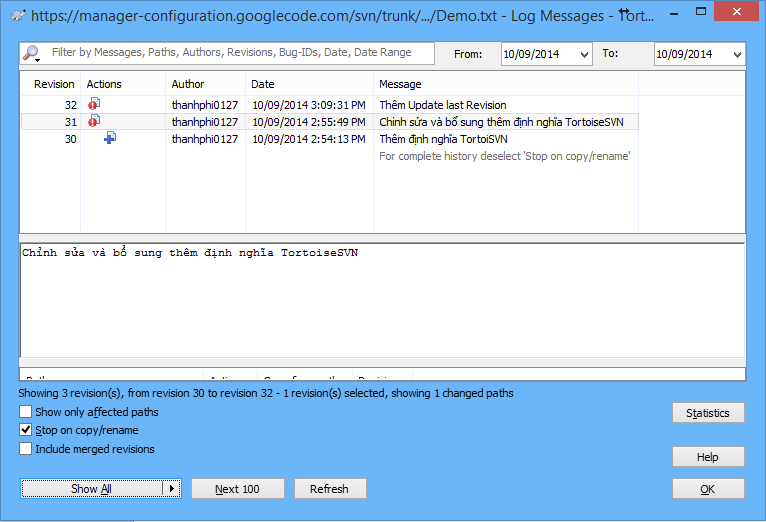 https://manager-configuration.googlecode.com/svn/trunk/.../Demo.txt - Log Messages - Tort...
Filter by Messages, Paths, Authors, Revisions, Bug-IDs, Date, Date Range From: 10/09/2014 To: 10/09/2014
Revision Actions Author Date Message
32 thanhphi0127 10/09/2014 3:09:31 PM Thêm Update last Revision
31 thanhphi0127 10/09/2014 2:55:49 PM Chỉnh sửa và bổ sung thêm định nghĩa TortoiseSVN
30 thanhphi0127 10/09/2014 2:54:13 PM Thêm định nghĩa TortoiSVN
For complete history deselect 'Stop on copy/rename'
Chỉnh sửa và bổ sung thêm định nghĩa TortoiseSVN
Showing 3 revision(s), from revision 30 to revision 32 - 1 revision(s) selected, showing 1 changed paths
Show only affected paths
Statistics
Stop on copy/rename
Include merged revisions
Help
Show All Next 100 Refresh OK